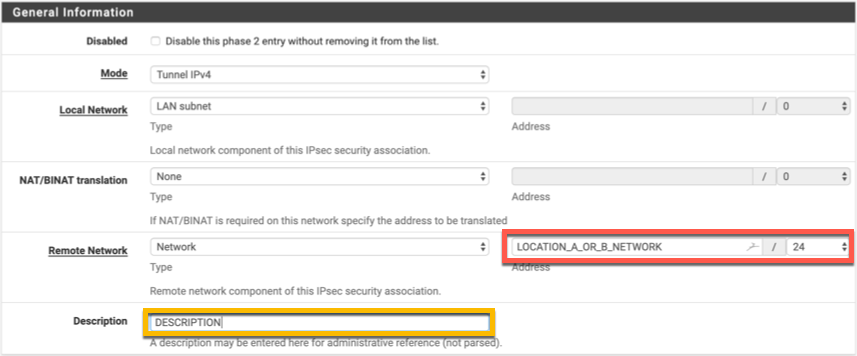 General Information
Disabled Disable this phase 2 entry without removing it from the list.
Mode Tunnel IPv4
Local Network LAN subnet / 0
Type Address
Local network component of this IPsec security association.
NAT/BINAT translation None / 0
Type Address
If NAT/BINAT is required on this network specify the address to be translated
Remote Network Network LOCATION_A_OR_B_NETWORK / 24
Type Address
Remote network component of this IPsec security association.
Description DESCRIPTION
A description may be entered here for administrative reference (not parsed).